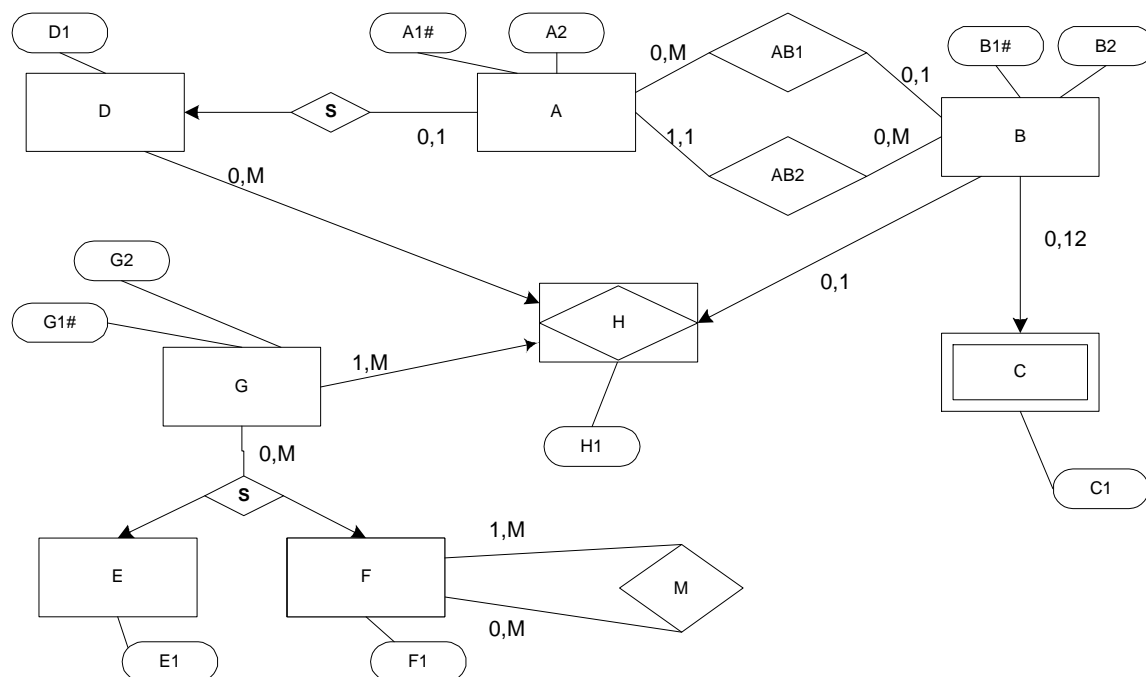 D1
A1#
A2
B1#
B2
0,M
AB1
0,1
D
S
A
B
0,1
1,1
0,M
AB2
0,M
0,12
G2
0,1
G1#
H
1,M
C
G
H1
0,M
C1
S
1,M
E
F
M
0,M
E1
F1